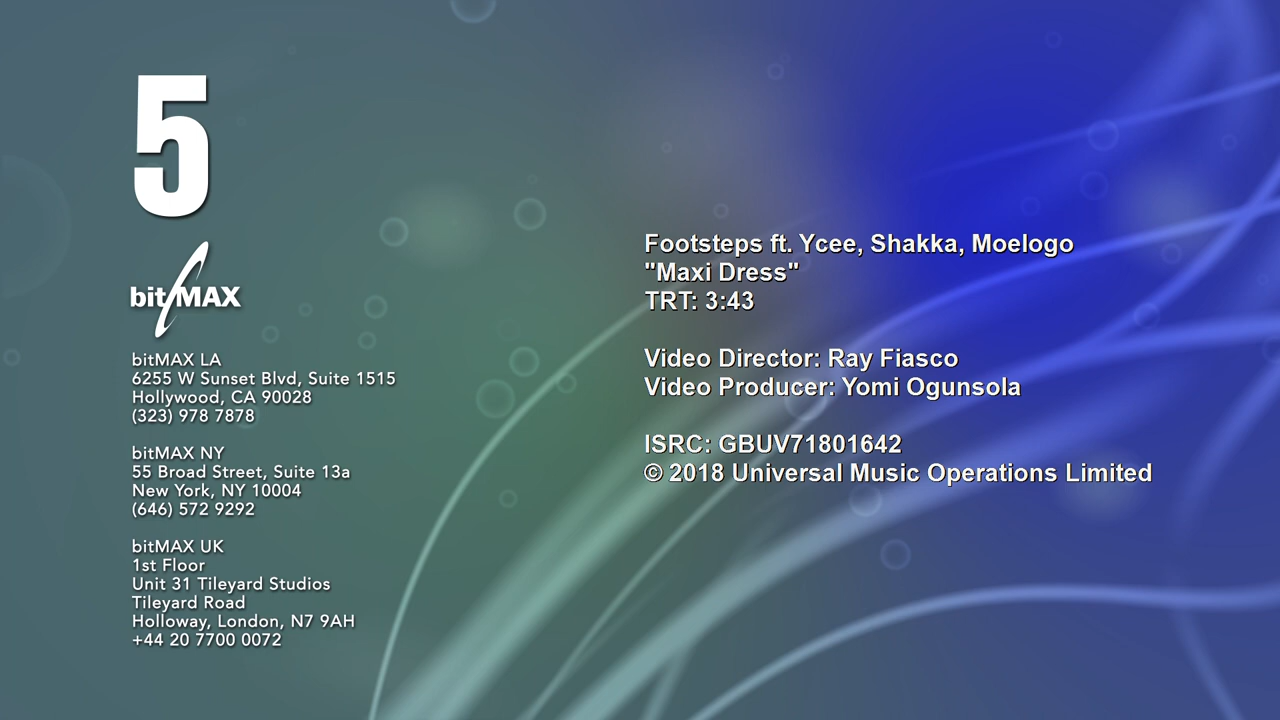 5
bitMAX
bitMAX LA
6255 W Sunset Blvd, Suite 1515
Hollywood, CA 90028
(323) 978 7878
bitMAX NY
55 Broad Street, Suite 13a
New York, NY 10004
(646) 572 9292
bitMAX UK
1st Floor
Unit 31 Tileyard Studios
Tileyard Road
Holloway, London, N7 9AH
+44 20 7700 0072
Footsteps ft. Ycee, Shakka, Moelogo
"Maxi Dress"
TRT: 3:43
Video Director: Ray Fiasco
Video Producer: Yomi Ogunsola
ISRC: GBUV71801642
© 2018 Universal Music Operations Limited